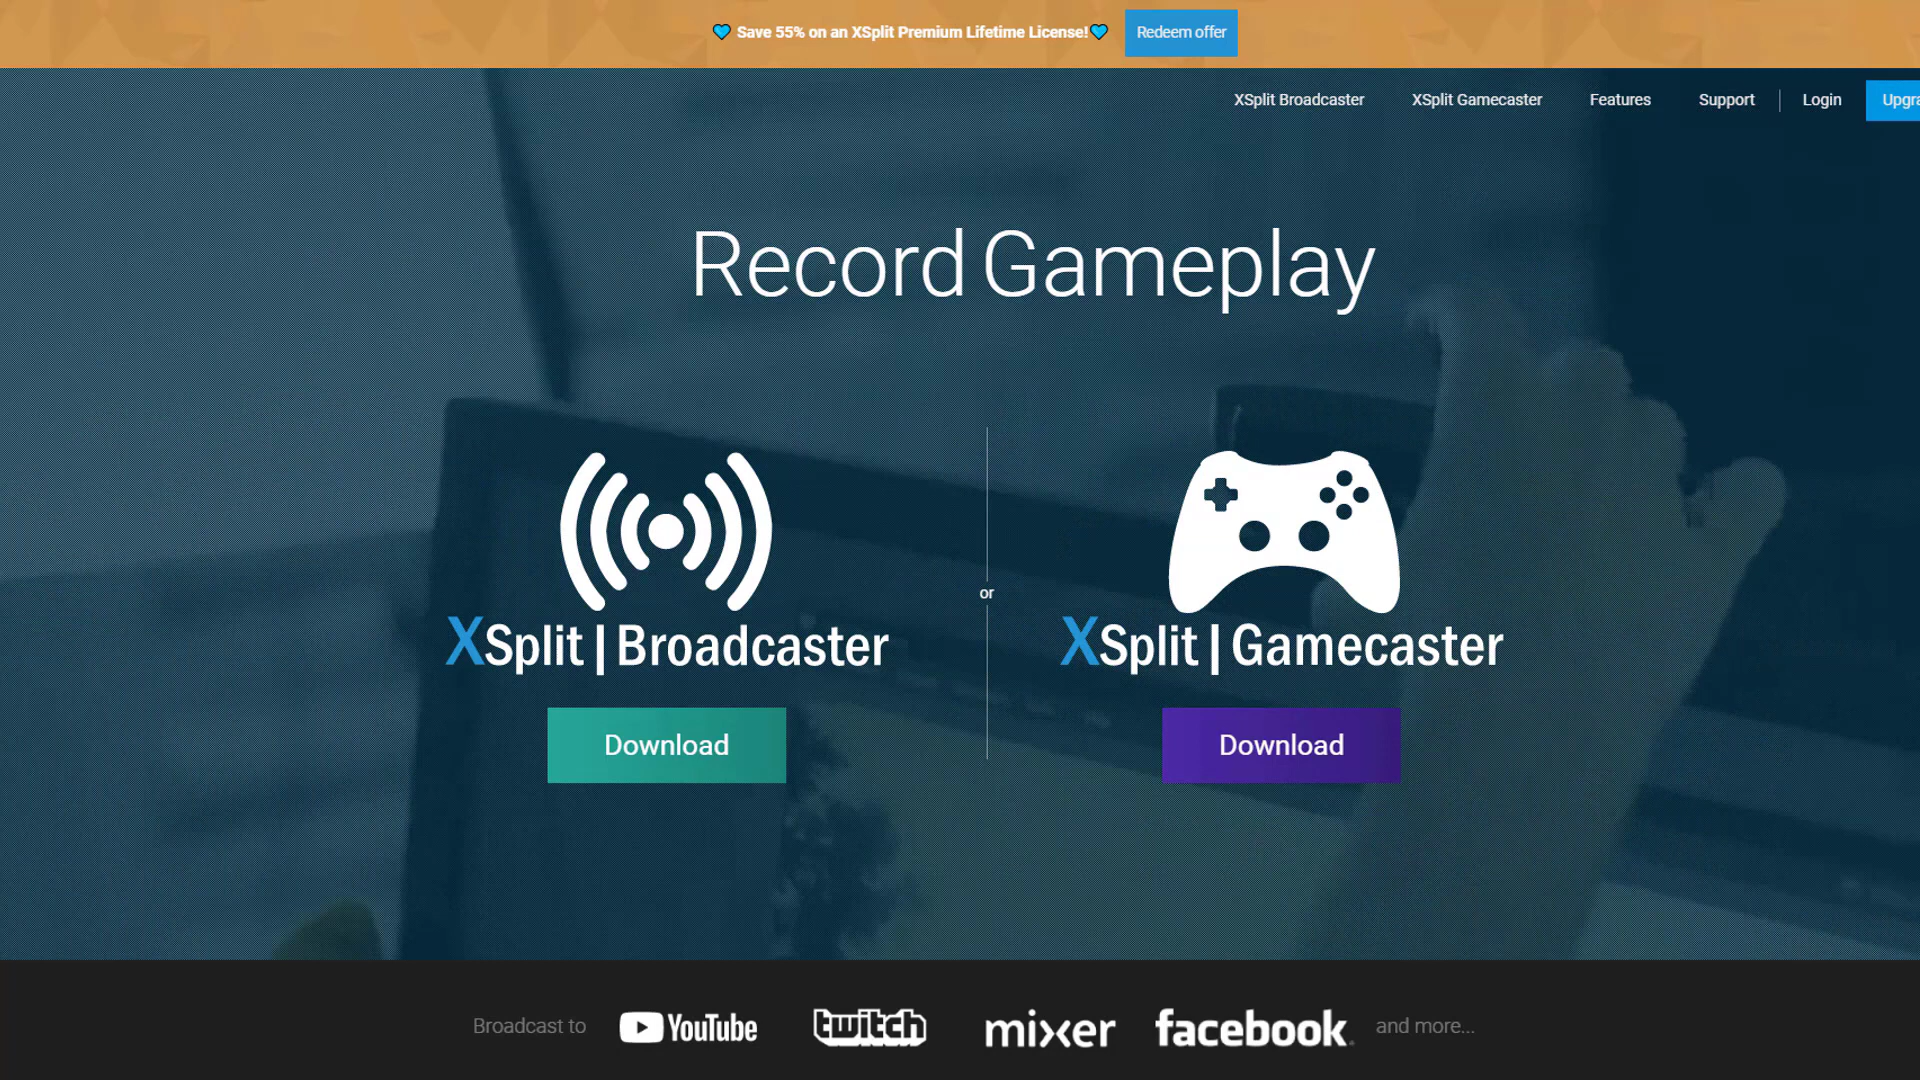 Save 55% on an XSplit Premium Lifetime License! Redeem offer
XSplit Broadcaster XSplit Gamecaster Features Support Login Upgra
Record Gameplay
or
XSplit | Broadcaster XSplit | Gamecaster
Download Download
Broadcast to YouTube twitch mixer facebook and more...